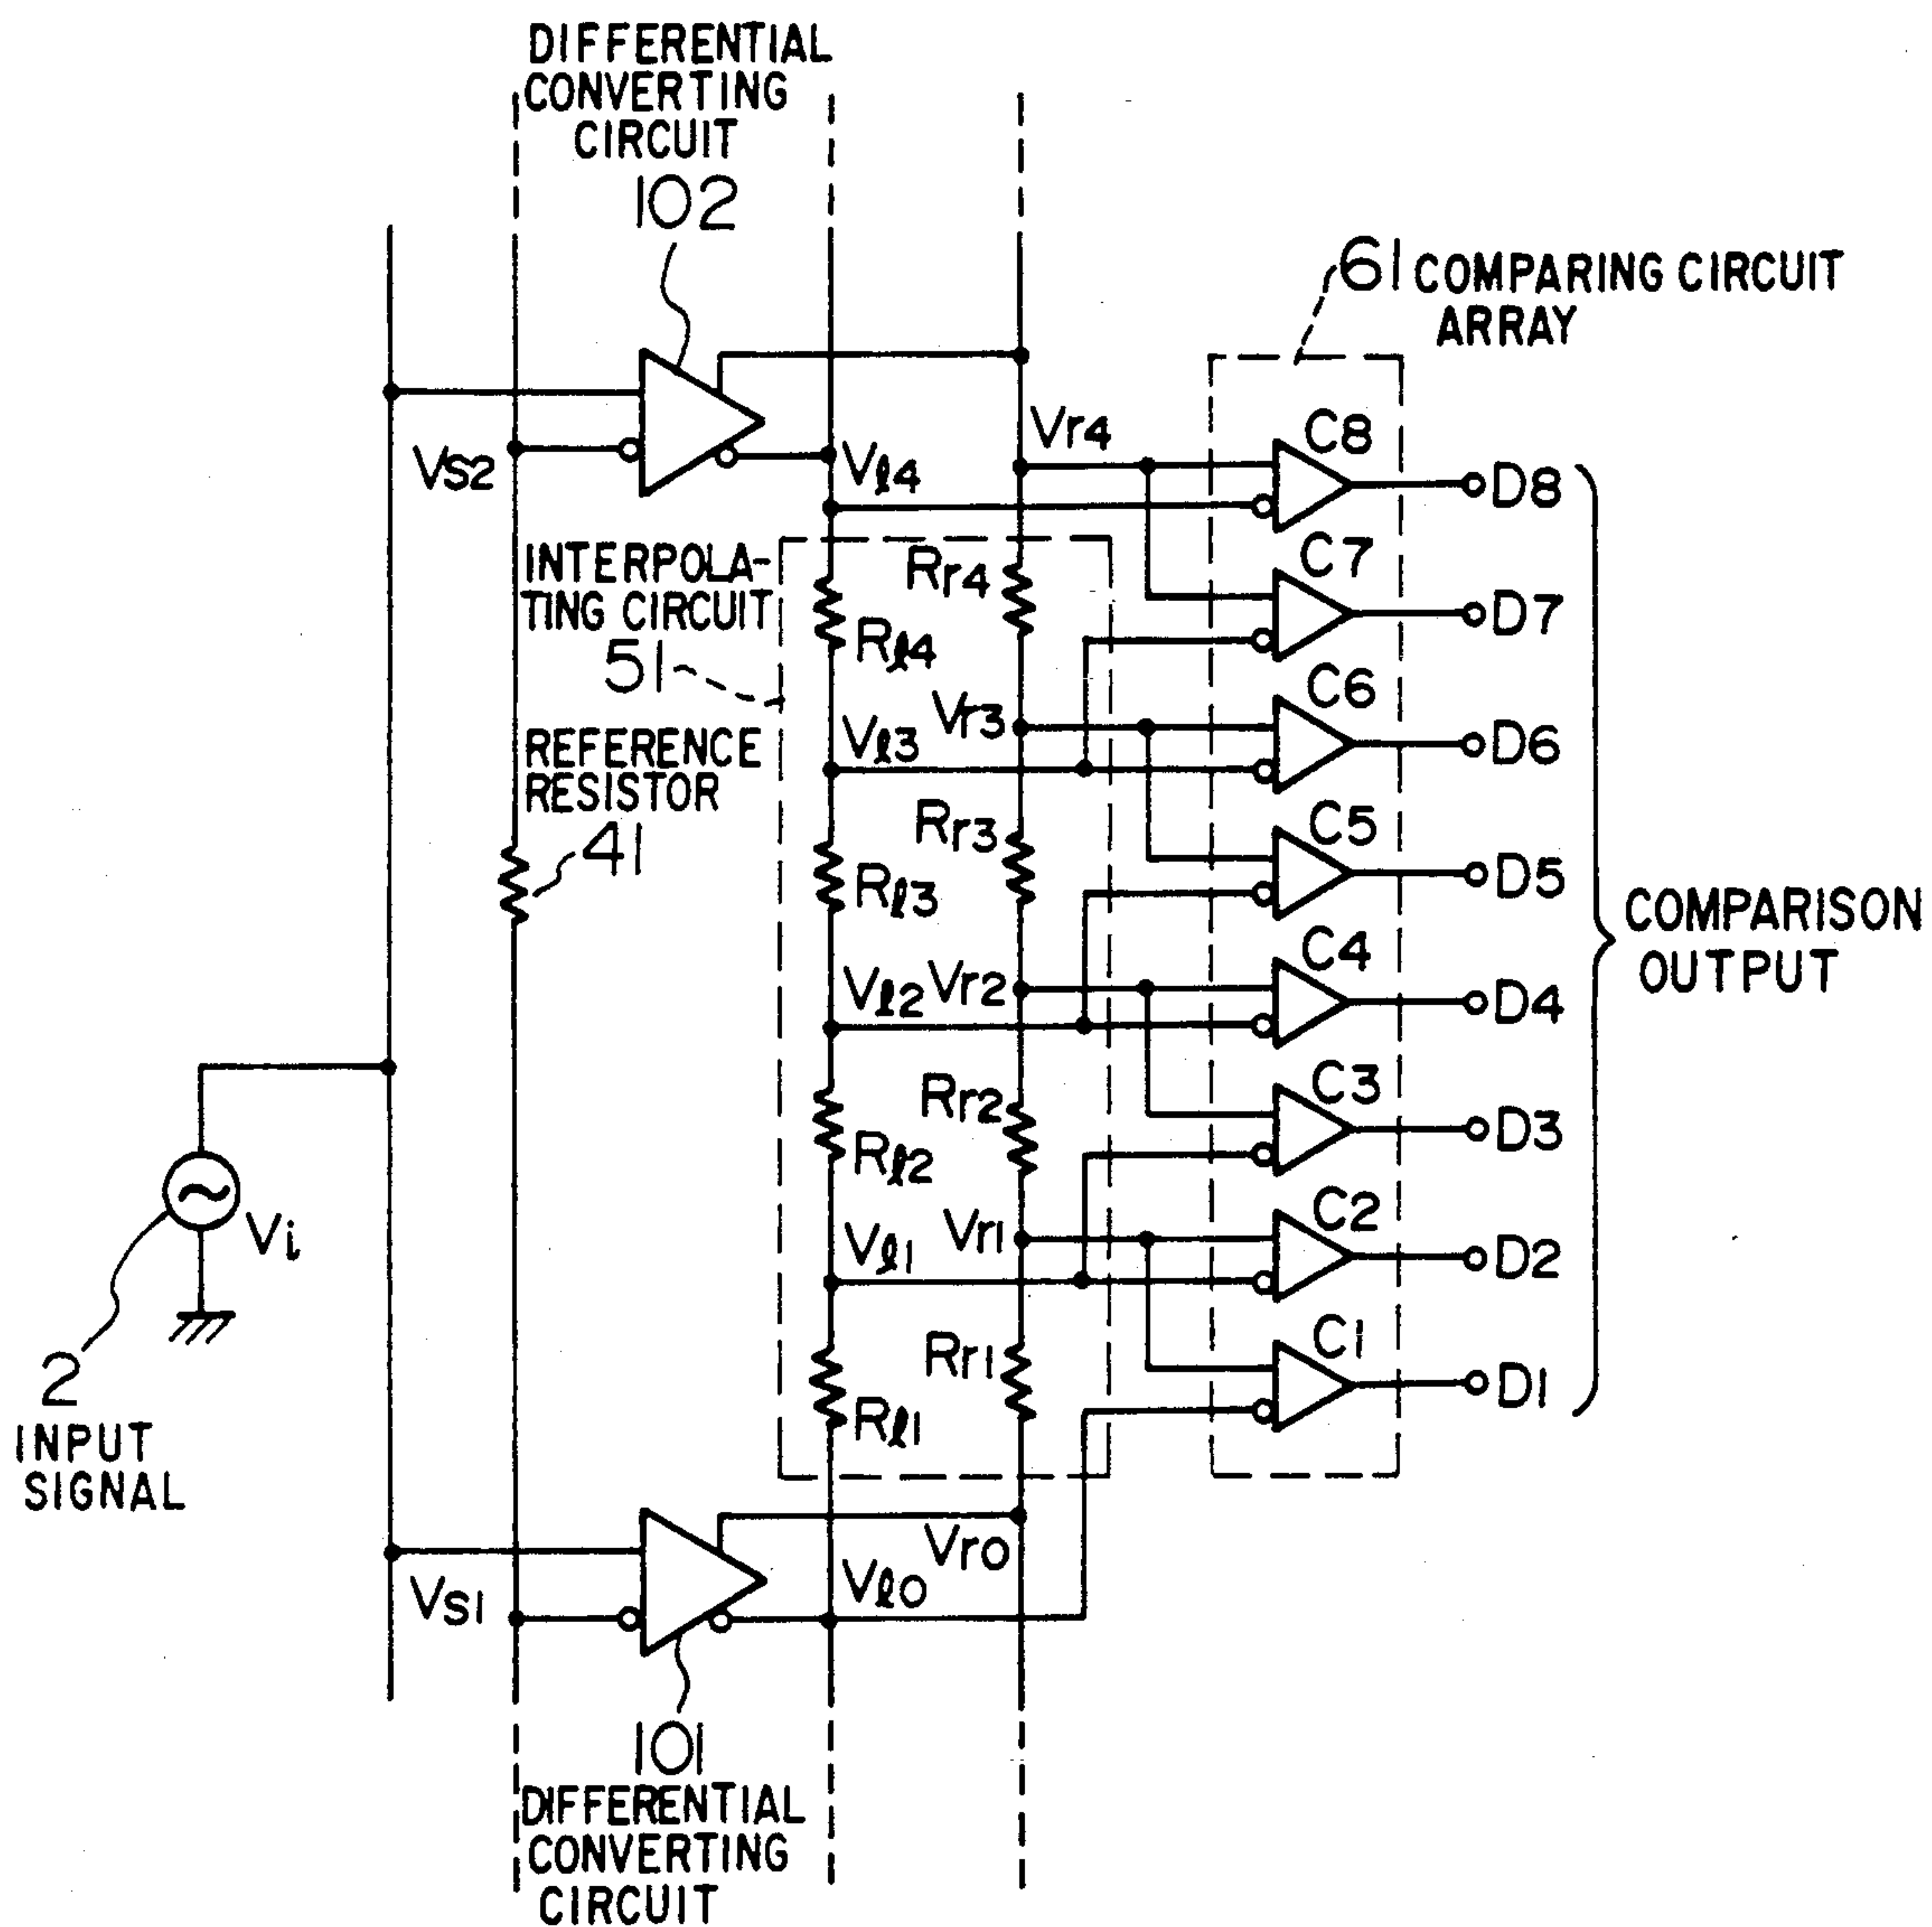 DIFFERENTIAL
CONVERTING
CIRCUIT
102
61 COMPARING CIRCUIT
ARRAY
Vr4
C8
Vs2
Vℓ4
D8
INTERPOLA-
TING CIRCUIT
51
Rr4
C7
D7
Rℓ4
C6
Vr3
Vℓ3
D6
REFERENCE
RESISTOR
41
Rr3
C5
Rℓ3
D5
COMPARISON
OUTPUT
C4
Vℓ2
Vr2
D4
Rr2
C3
Rℓ2
D3
C2
Vi
Vℓ1
Vr1
D2
2
INPUT
SIGNAL
Rr1
C1
Rℓ1
D1
Vr0
Vs1
Vℓ0
101
DIFFERENTIAL
CONVERTING
CIRCUIT